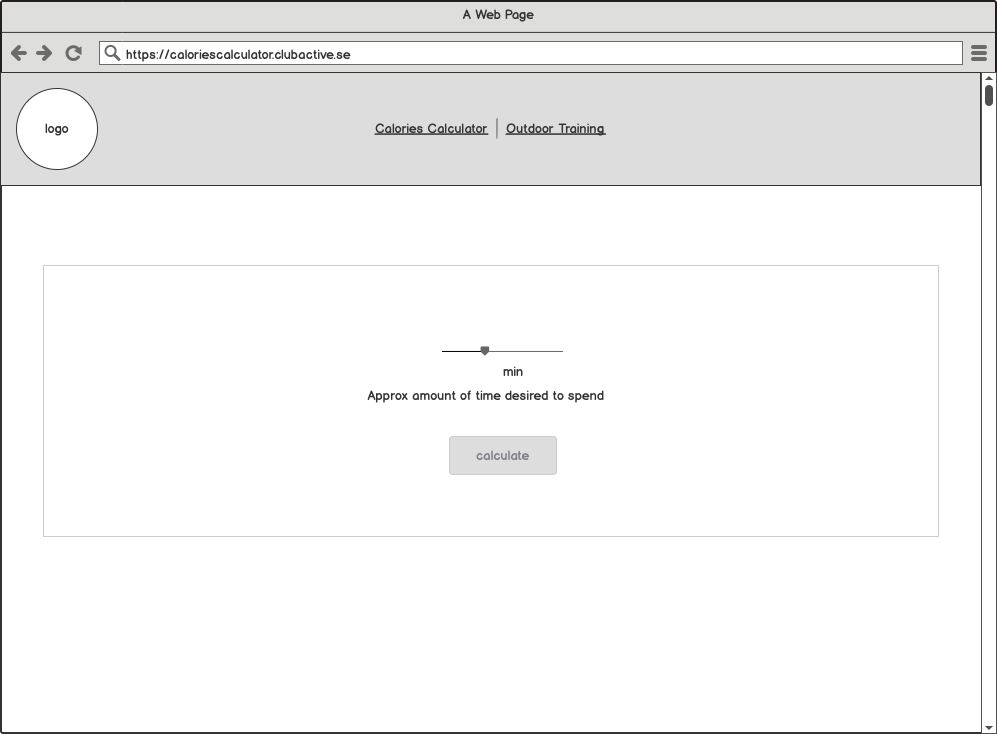 A Web Page
https://caloriescalculator.clubactive.se
logo
Calories Calculator
Outdoor Training
min
Approx amount of time desired to spend
calculate